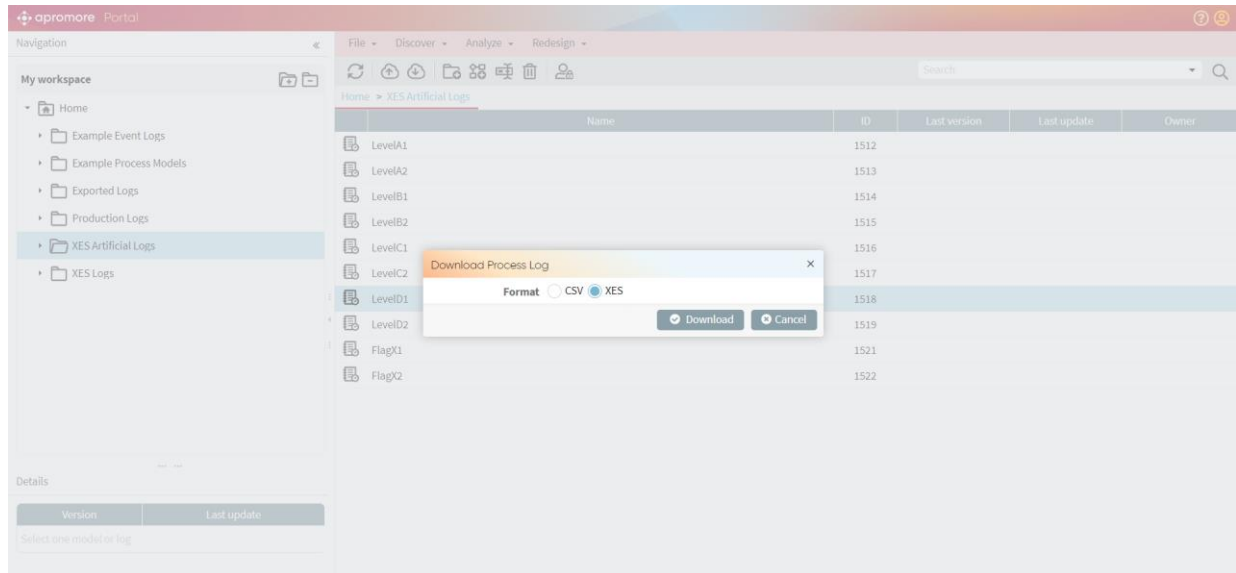 apromore Portal
Navigation
File Discover Analyze Redesign
My workspace
Search
Home > XES Artificial Logs
Home
Example Event Logs
Example Process Models
Exported Logs
Production Logs
XES Artificial Logs
XES Logs
Name ID Last version Last update Owner
LevelA1 1512
LevelA2 1513
LevelB1 1514
LevelB2 1515
LevelC1 1516
LevelC2 1517
LevelD1 1518
LevelD2 1519
FlagX1 1521
FlagX2 1522
Download Process Log
Format CSV XES
Download Cancel
Details
Version Last update
Select one model or log